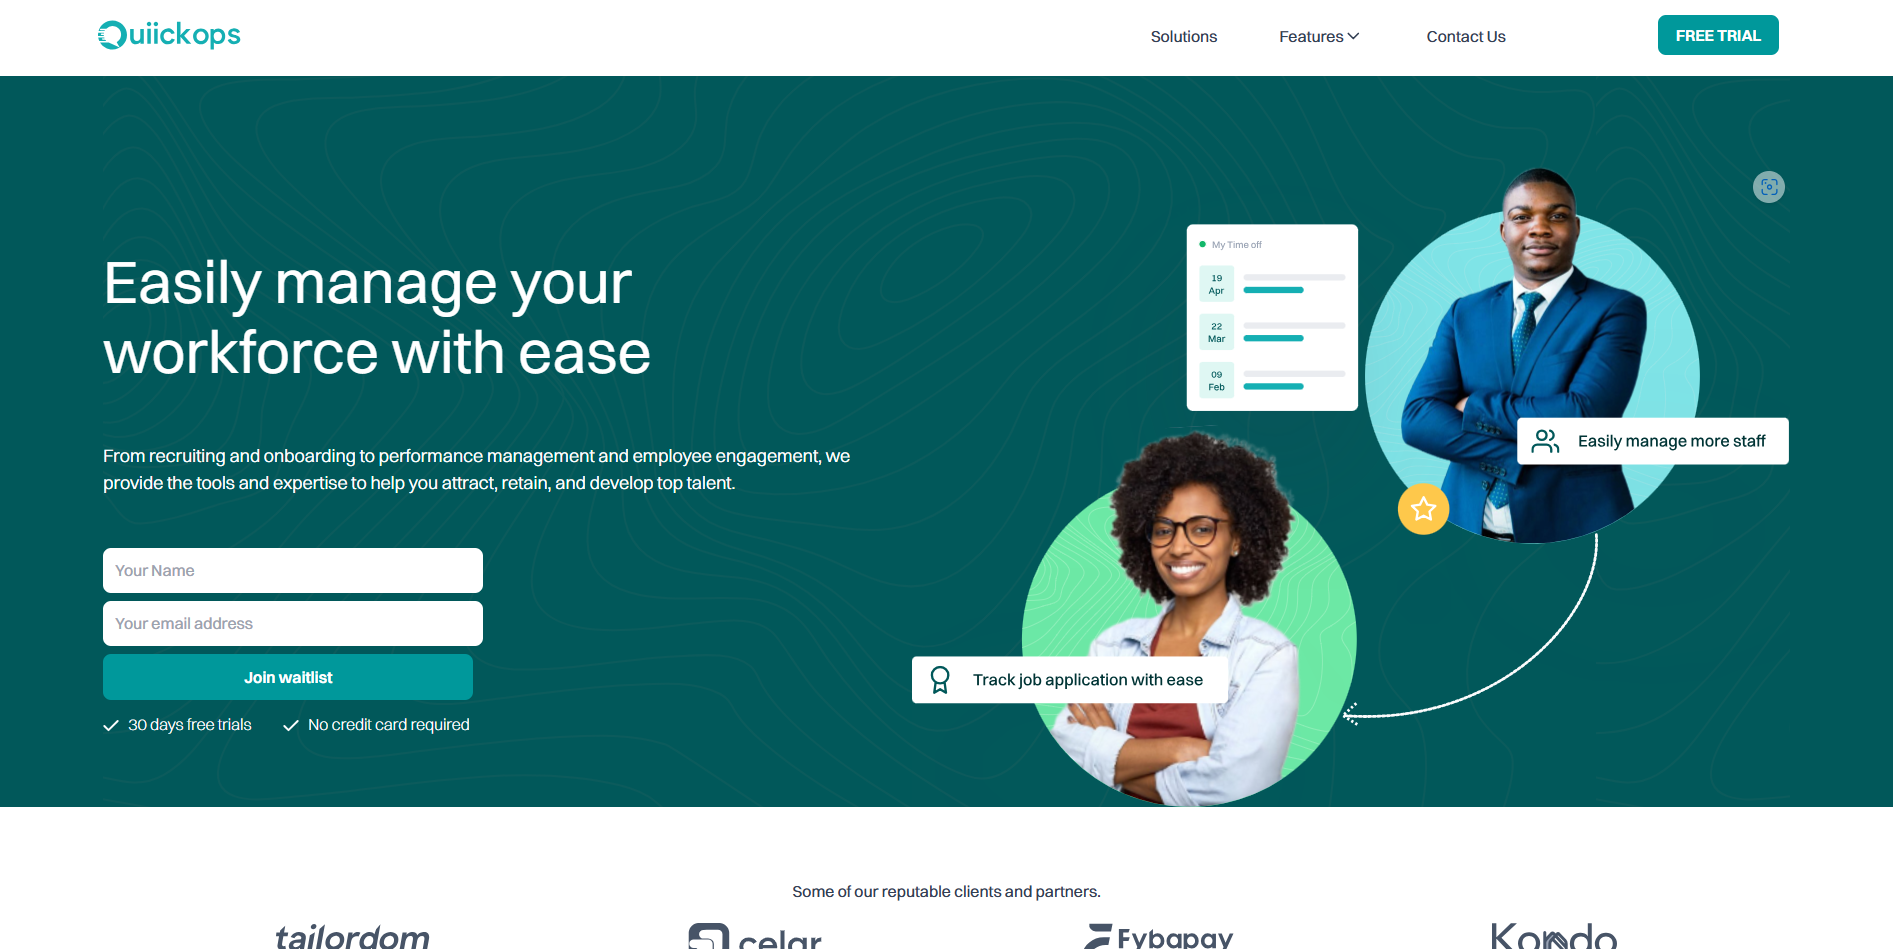 Quiickops
Solutions
Features
Contact Us
FREE TRIAL
Easily manage your
workforce with ease
From recruiting and onboarding to performance management and employee engagement, we
provide the tools and expertise to help you attract, retain, and develop top talent.
Your Name
Your email address
Join waitlist
30 days free trials
No credit card required
My Time off
19
Apr
22
Mar
09
Feb
Easily manage more staff
Track job application with ease
Some of our reputable clients and partners.
tailordom
celar
Fybapay
Kondo